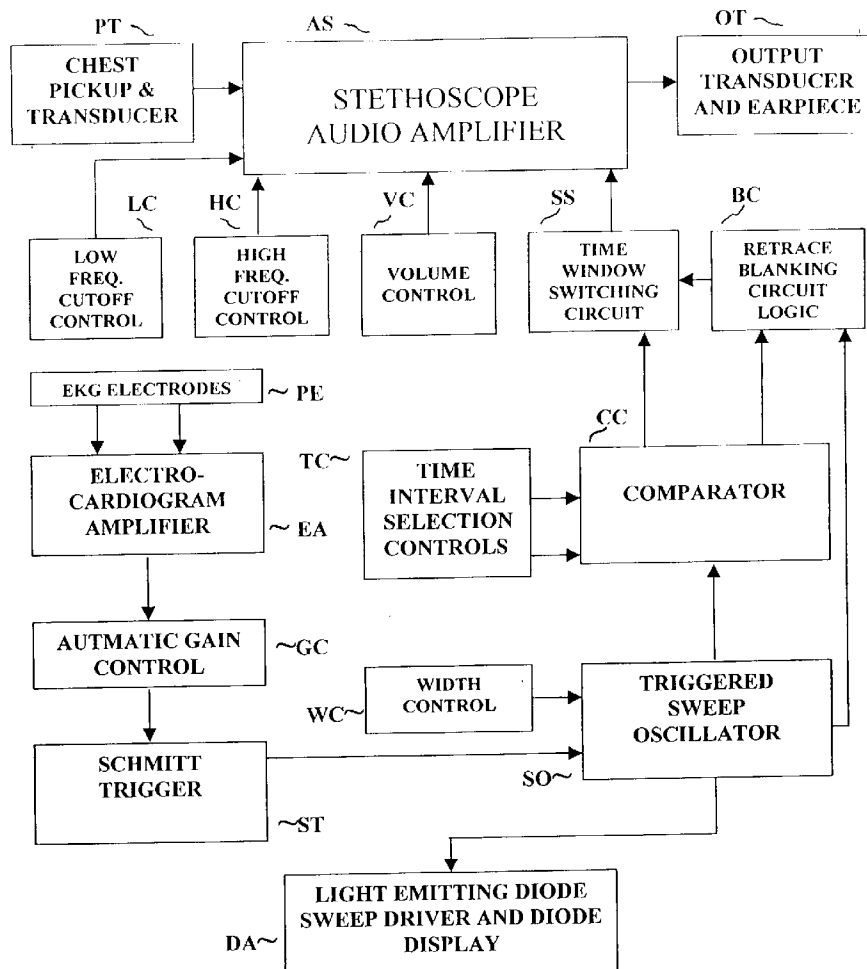 PT
AS
OT
CHEST
PICKUP &
TRANSDUCER
STETHOSCOPE
AUDIO AMPLIFIER
OUTPUT
TRANSDUCER
AND EARPIECE
LC
HC
VC
SS
BC
LOW
FREQ.
CUTOFF
CONTROL
HIGH
FREQ.
CUTOFF
CONTROL
VOLUME
CONTROL
TIME
WINDOW
SWITCHING
CIRCUIT
RETRACE
BLANKING
CIRCUIT
LOGIC
EKG ELECTRODES
PE
ELECTRO-
CARDIOGRAM
AMPLIFIER
EA
TC
TIME
INTERVAL
SELECTION
CONTROLS
CC
COMPARATOR
AUTMATIC GAIN
CONTROL
GC
WIDTH
CONTROL
WC
TRIGGERED
SWEEP
OSCILLATOR
SO
SCHMITT
TRIGGER
ST
LIGHT EMITTING DIODE
SWEEP DRIVER AND DIODE
DISPLAY
DA